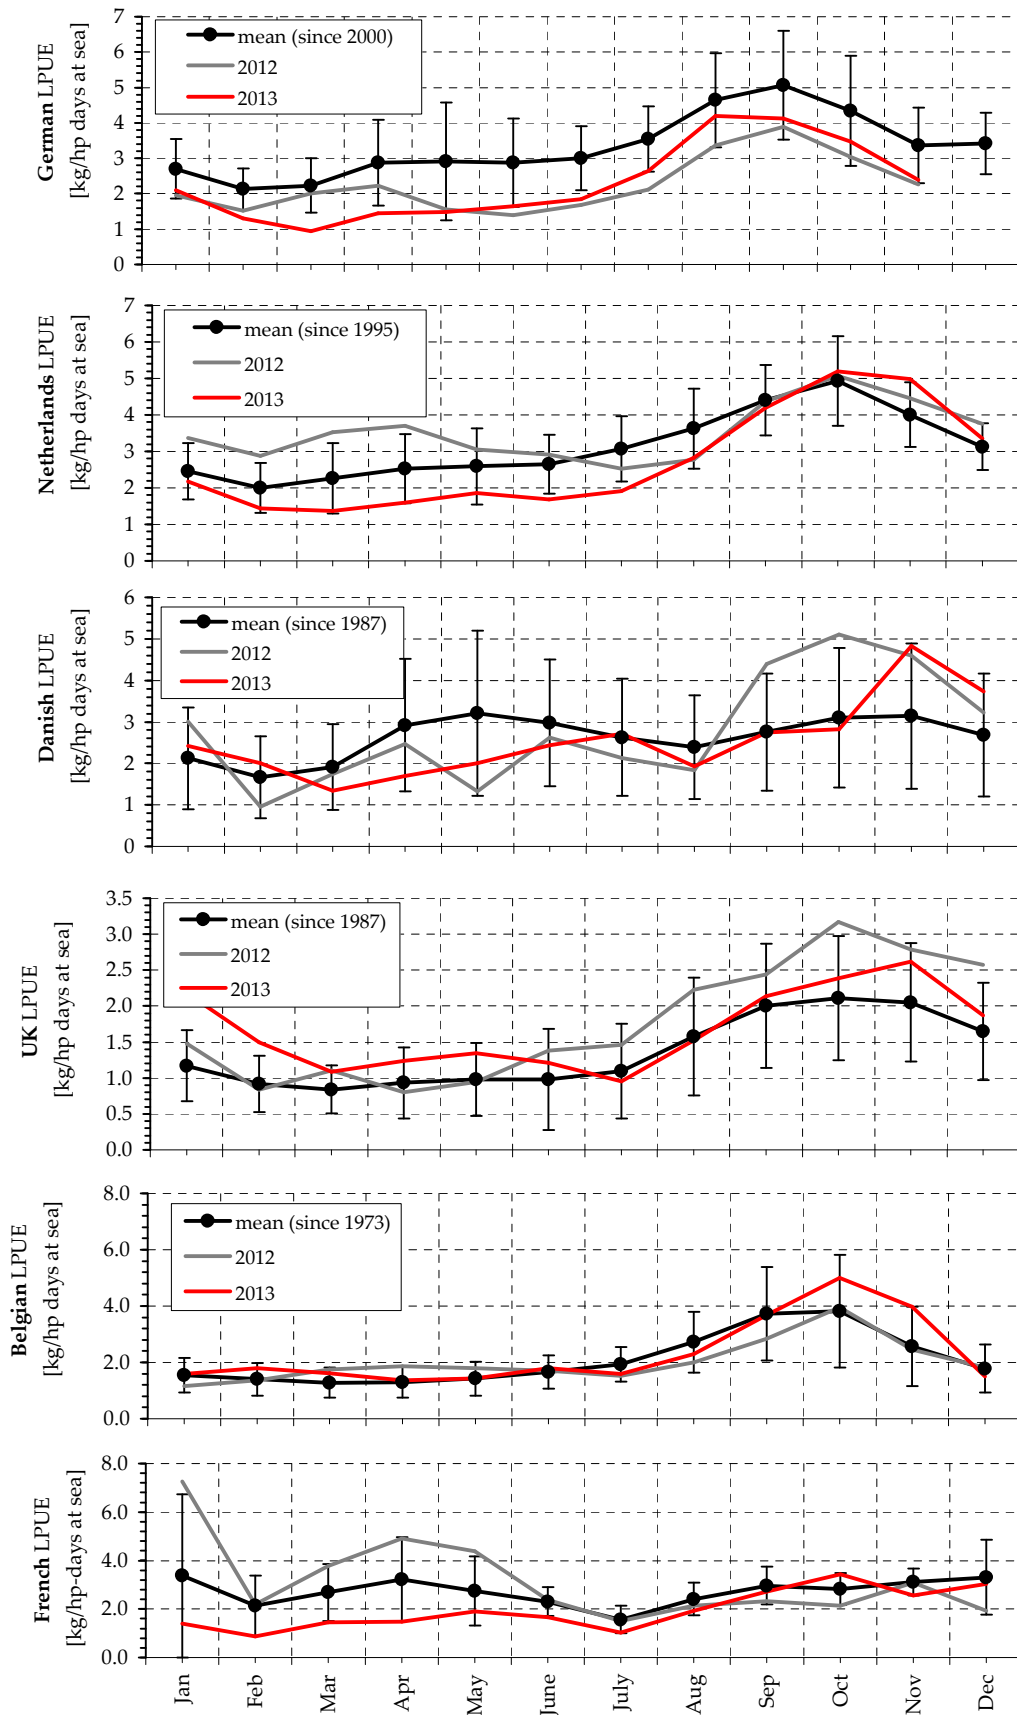 German LPUE
[kg/hp days at sea]
7
6
5
4
3
2
1
0
mean (since 2000)
2012
2013
Netherlands LPUE
[kg/hp days at sea]
7
6
5
4
3
2
1
0
mean (since 1995)
2012
2013
Danish LPUE
[kg/hp days at sea]
6
5
4
3
2
1
0
mean (since 1987)
2012
2013
UK LPUE
[kg/hp days at sea]
3.5
3.0
2.5
2.0
1.5
1.0
0.5
0.0
mean (since 1987)
2012
2013
Belgian LPUE
[kg/hp days at sea]
8.0
6.0
4.0
2.0
0.0
mean (since 1973)
2012
2013
French LPUE
[kg/hp-days at sea]
8.0
6.0
4.0
2.0
0.0
Jan
Feb
Mar
Apr
May
June
July
Aug
Sep
Oct
Nov
Dec